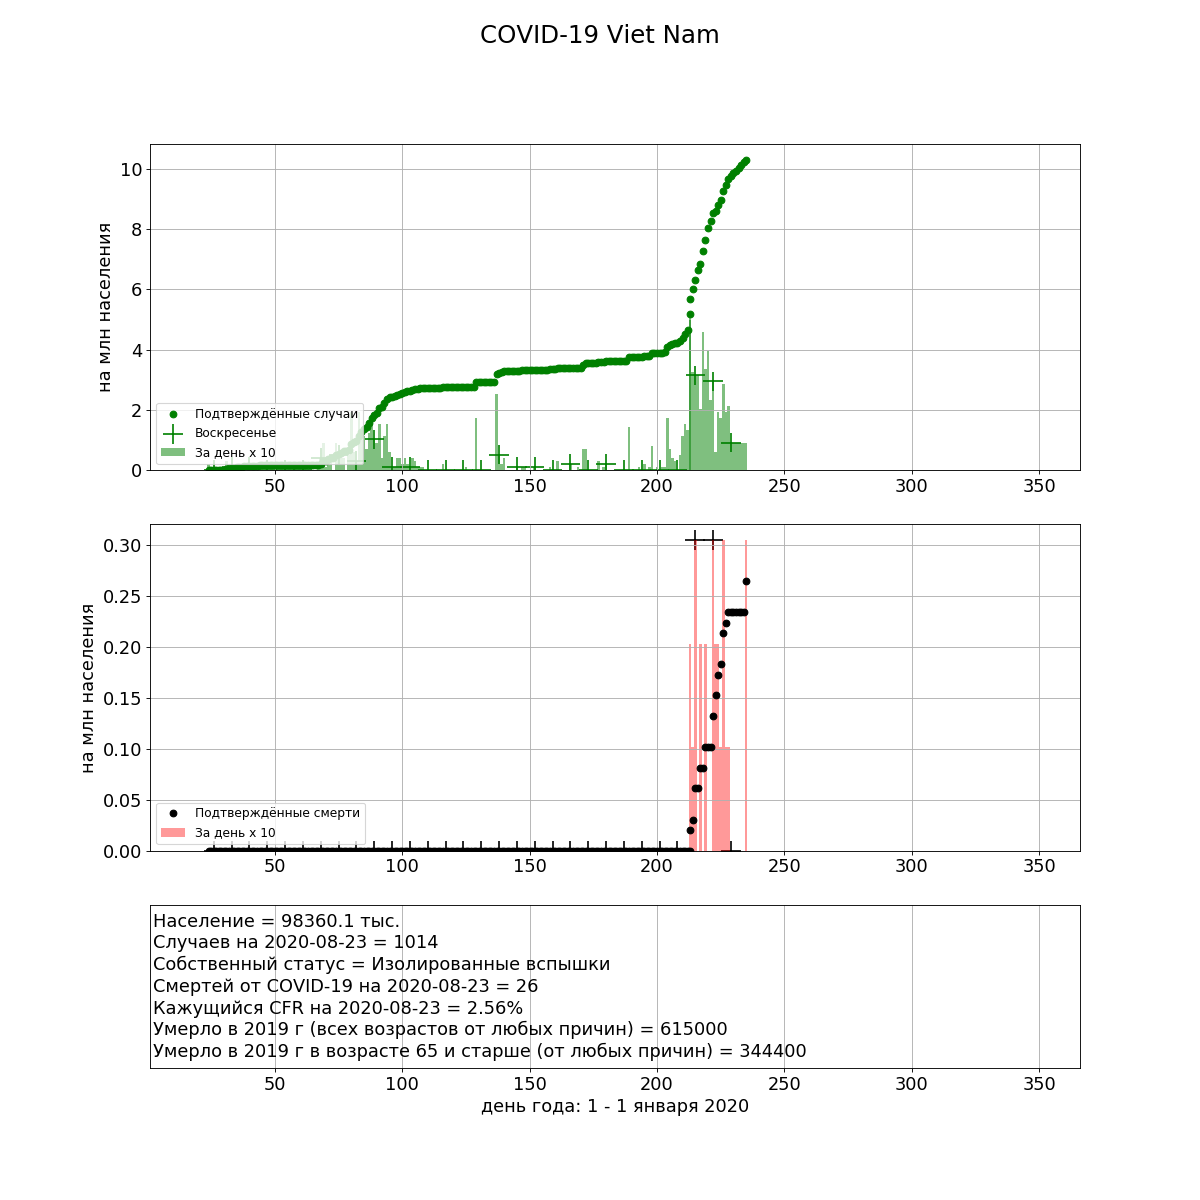 COVID-19 Viet Nam
10
8
6
4
2
0
на млн населения
Подтверждённые случаи
Воскресенье
За день x 10
50 100 150 200 250 300 350
0.30
0.25
0.20
0.15
0.10
0.05
0.00
на млн населения
Подтверждённые смерти
За день x 10
50 100 150 200 250 300 350
Население = 98360.1 тыс.
Случаев на 2020-08-23 = 1014
Собственный статус = Изолированные вспышки
Смертей от COVID-19 на 2020-08-23 = 26
Кажущийся CFR на 2020-08-23 = 2.56%
Умерло в 2019 г (всех возрастов от любых причин) = 615000
Умерло в 2019 г в возрасте 65 и старше (от любых причин) = 344400
50 100 150 200 250 300 350
день года: 1 - 1 января 2020